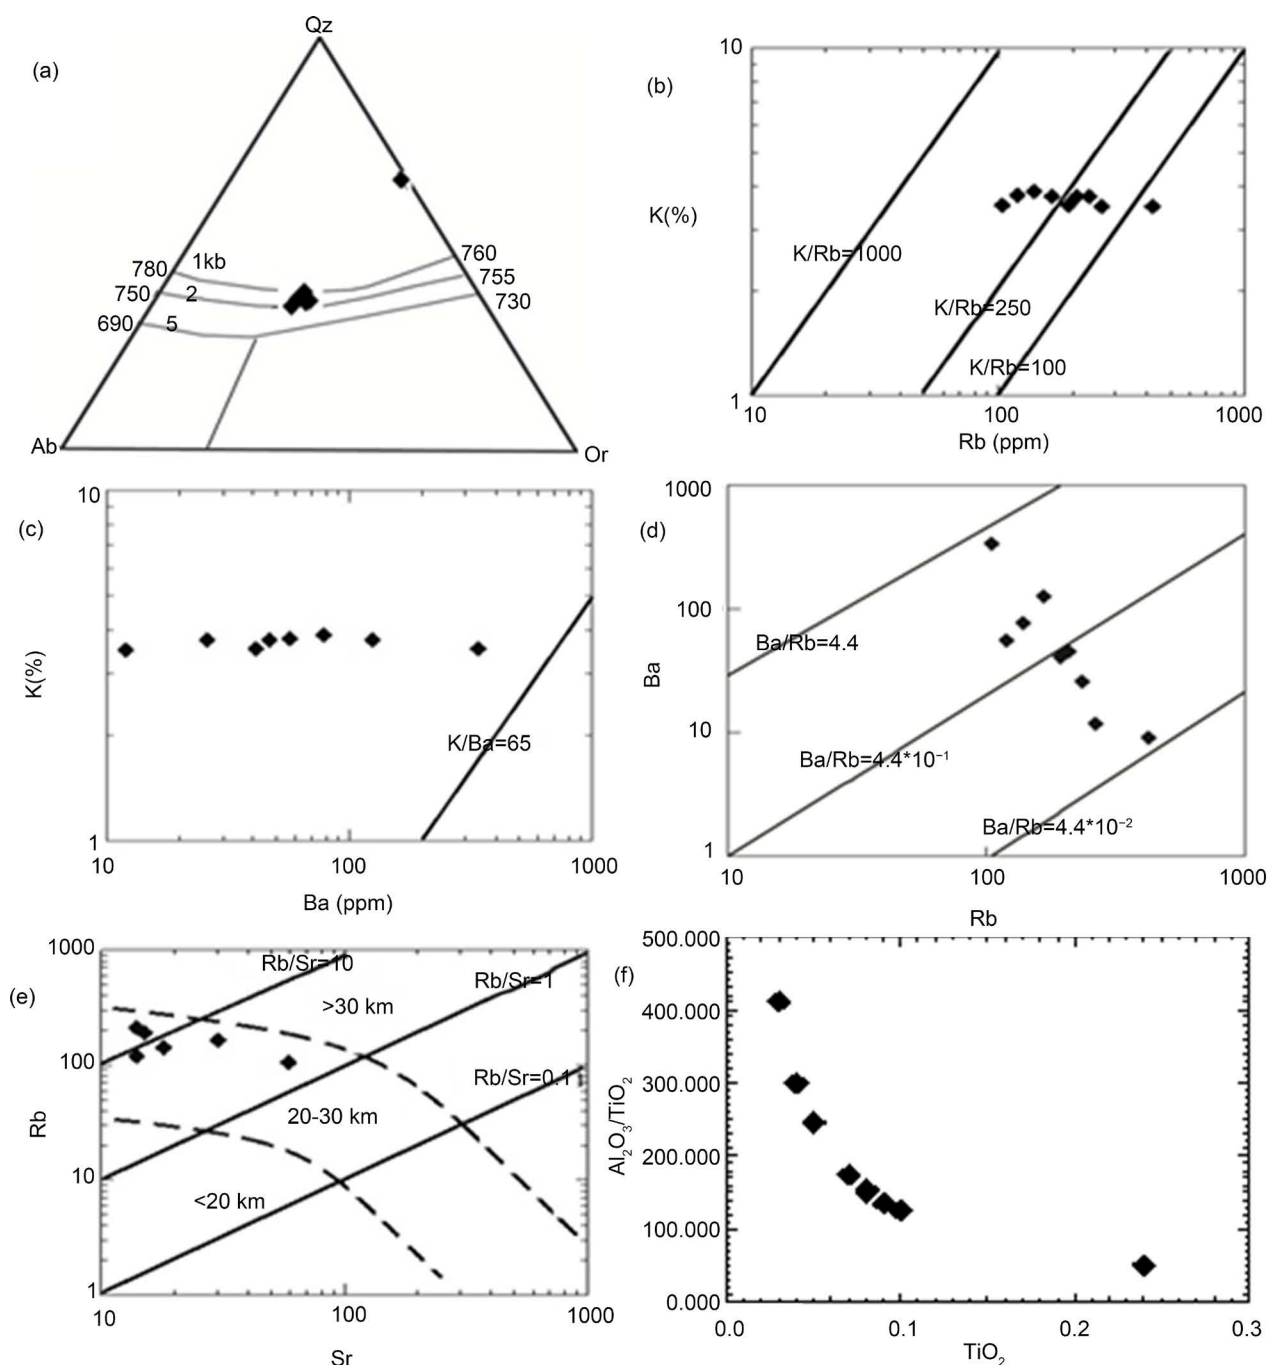 Qz
(a)
780
1kb
760
750
2
755
690
5
730
Ab
Or
10
(b)
K(%)
K/Rb=1000
K/Rb=250
K/Rb=100
1
10
100
1000
Rb (ppm)
10
(c)
K(%)
K/Ba=65
1
10
100
1000
Ba (ppm)
1000
(d)
100
Ba/Rb=4.4
Ba
10
Ba/Rb=4.4*10⁻¹
Ba/Rb=4.4*10⁻²
1
10
100
1000
Rb
1000
Rb/Sr=10
Rb/Sr=1
(e)
>30 km
100
Rb/Sr=0.1
Rb
20-30 km
10
<20 km
1
10
100
1000
Sr
500.000
(f)
400.000
300.000
Al₂O₃/TiO₂
200.000
100.000
0.000
0.0
0.1
0.2
0.3
TiO₂